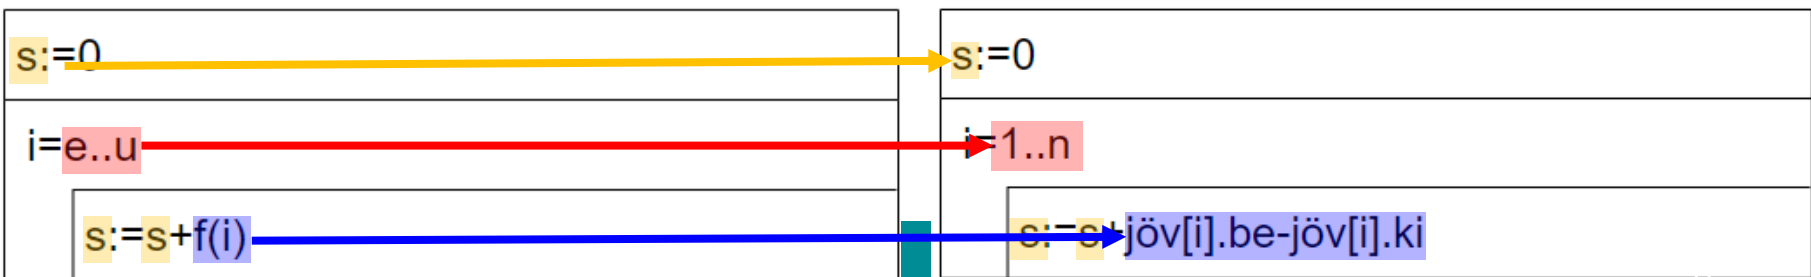 s:=0
i=e..u
s:=s+f(i)
s:=0
i=1..n
s:=s+jöv[i].be-jöv[i].ki